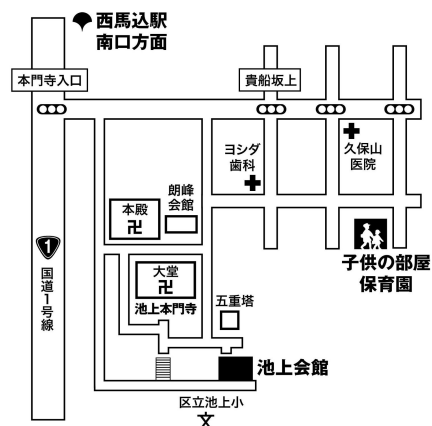 西馬込駅
南口方面
本門寺入口
貴船坂上
ヨシダ
歯科
久保山
医院
朗峰
会館
本殿
卍
1
国道1号線
大堂
卍
池上本門寺
五重塔
子供の部屋
保育園
池上会館
区立池上小
文